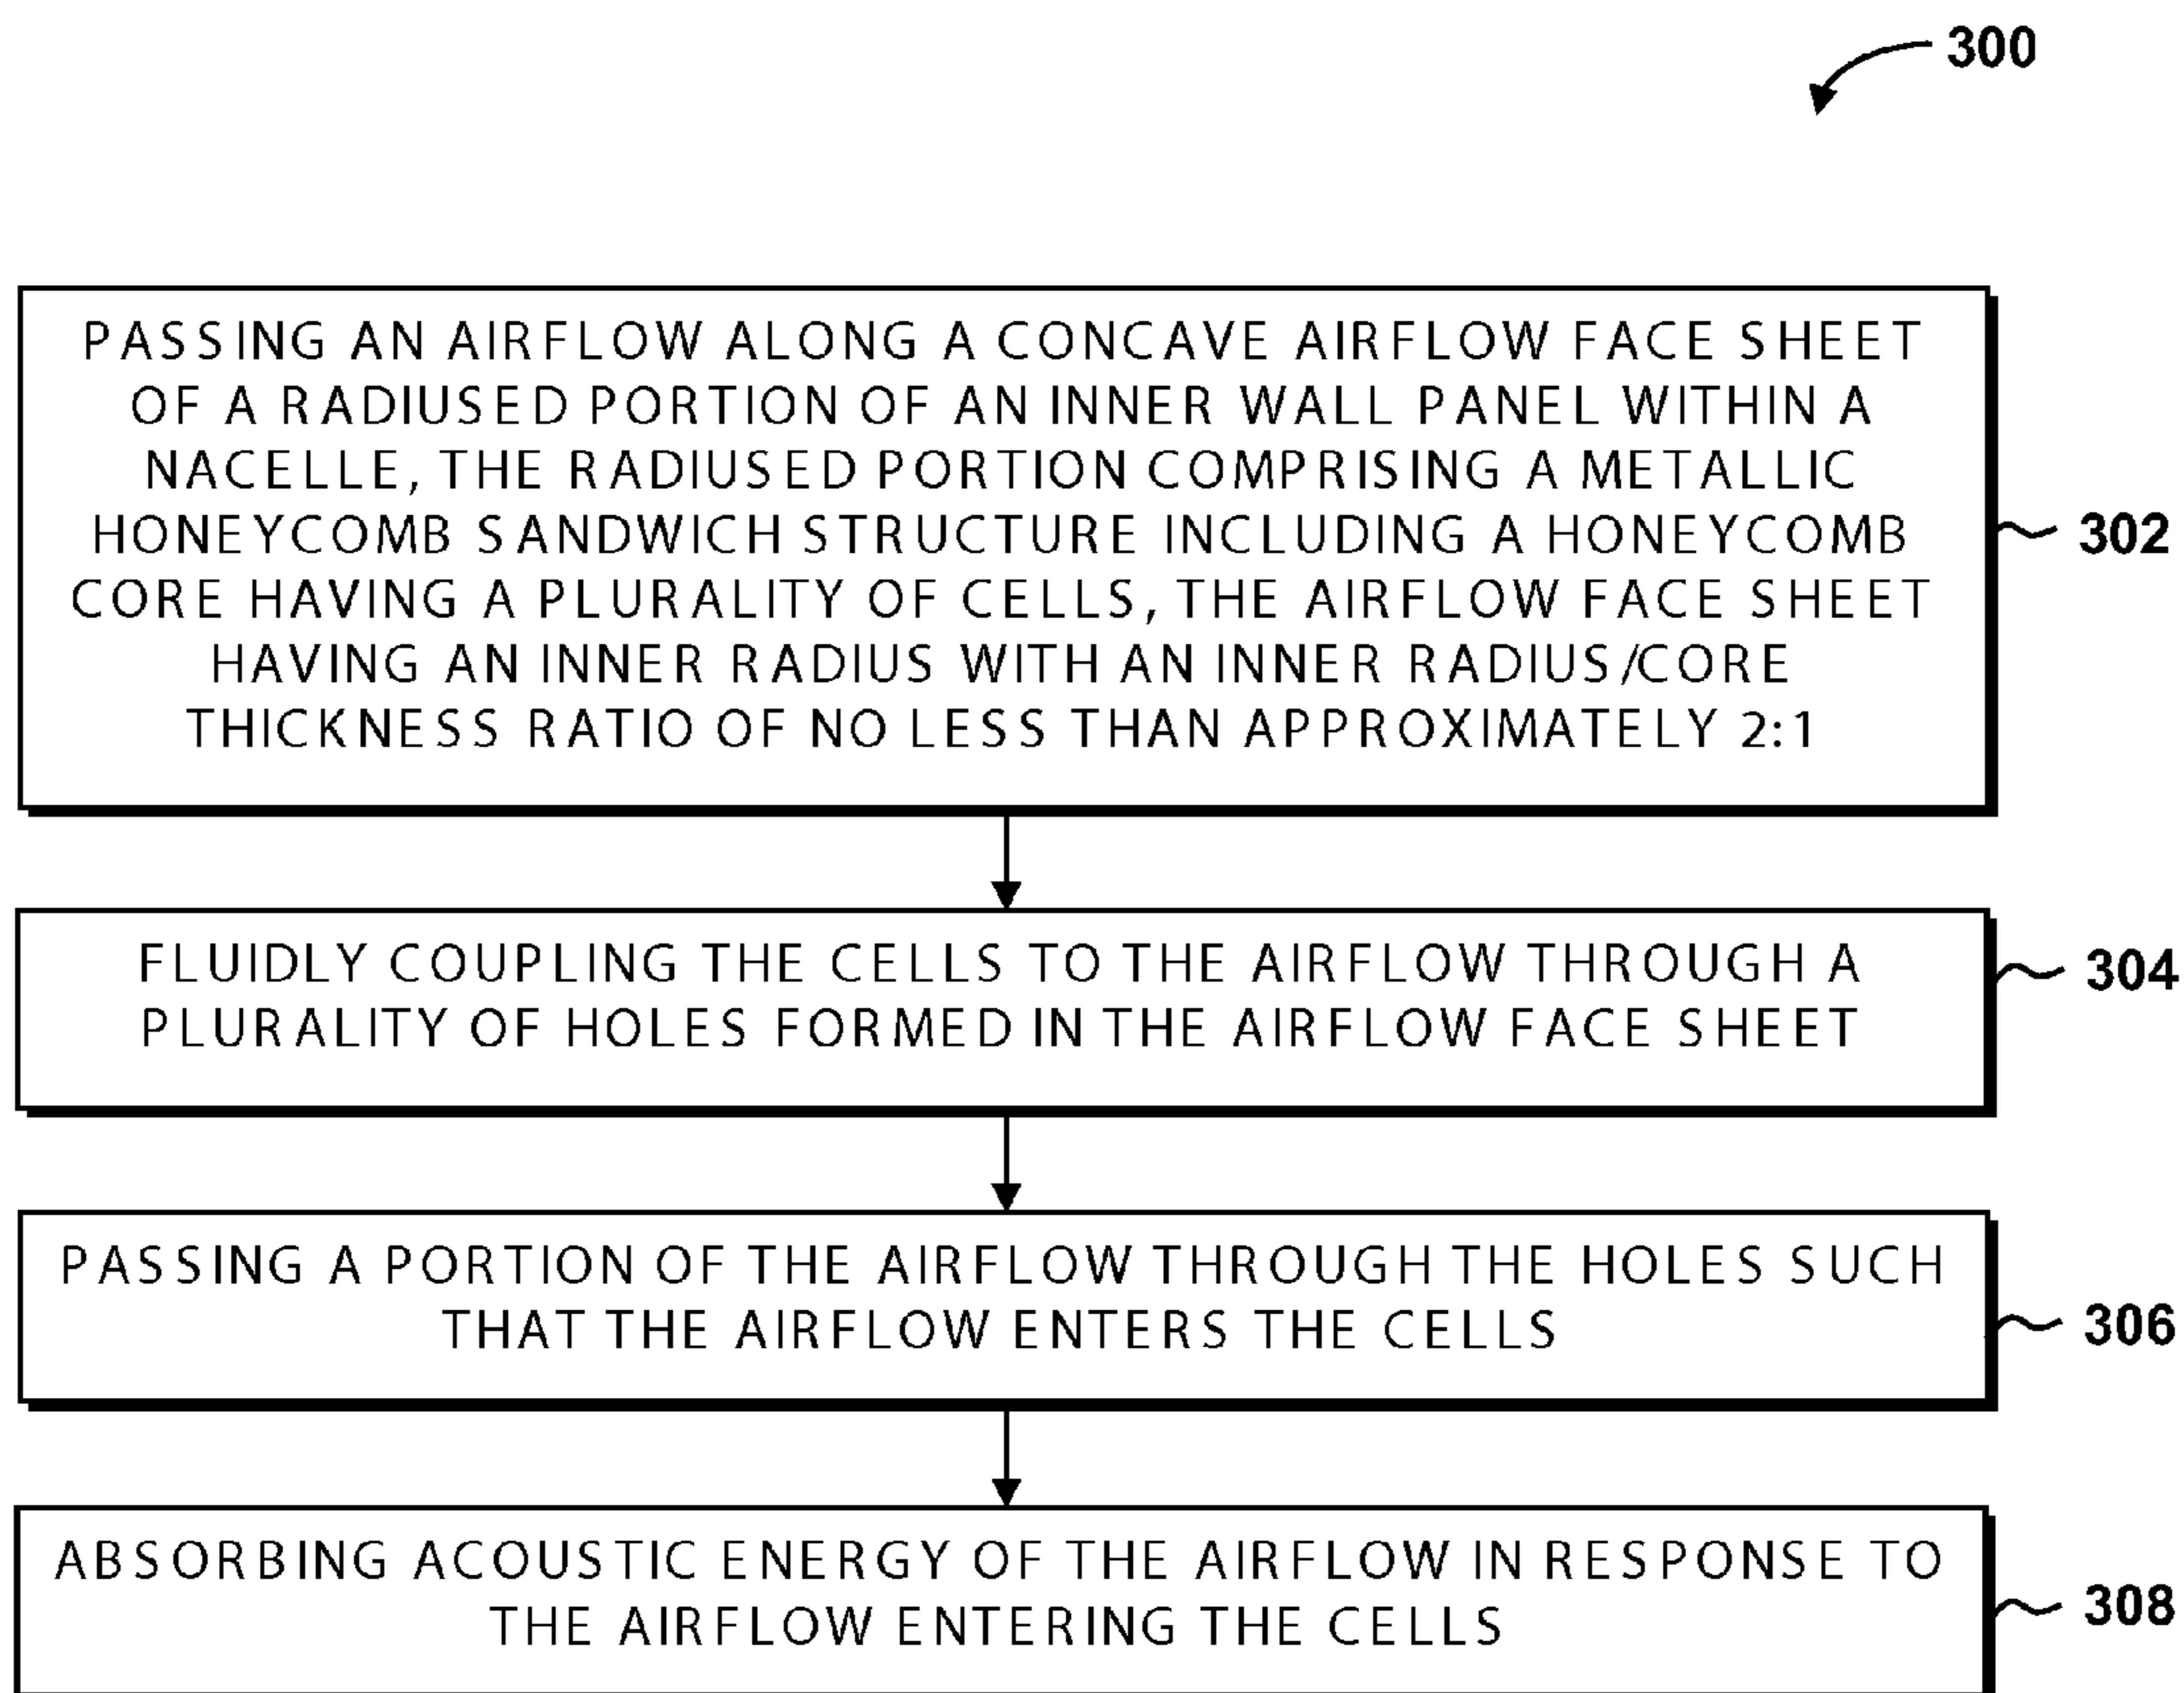 300
PASSING AN AIRFLOW ALONG A CONCAVE AIRFLOW FACE SHEET
OF A RADIUSED PORTION OF AN INNER WALL PANEL WITHIN A
NACELLE, THE RADIUSED PORTION COMPRISING A METALLIC
HONEYCOMB SANDWICH STRUCTURE INCLUDING A HONEYCOMB
CORE HAVING A PLURALITY OF CELLS, THE AIRFLOW FACE SHEET
HAVING AN INNER RADIUS WITH AN INNER RADIUS/CORE
THICKNESS RATIO OF NO LESS THAN APPROXIMATELY 2:1
302
FLUIDLY COUPLING THE CELLS TO THE AIRFLOW THROUGH A
PLURALITY OF HOLES FORMED IN THE AIRFLOW FACE SHEET
304
PASSING A PORTION OF THE AIRFLOW THROUGH THE HOLES SUCH
THAT THE AIRFLOW ENTERS THE CELLS
306
ABSORBING ACOUSTIC ENERGY OF THE AIRFLOW IN RESPONSE TO
THE AIRFLOW ENTERING THE CELLS
308